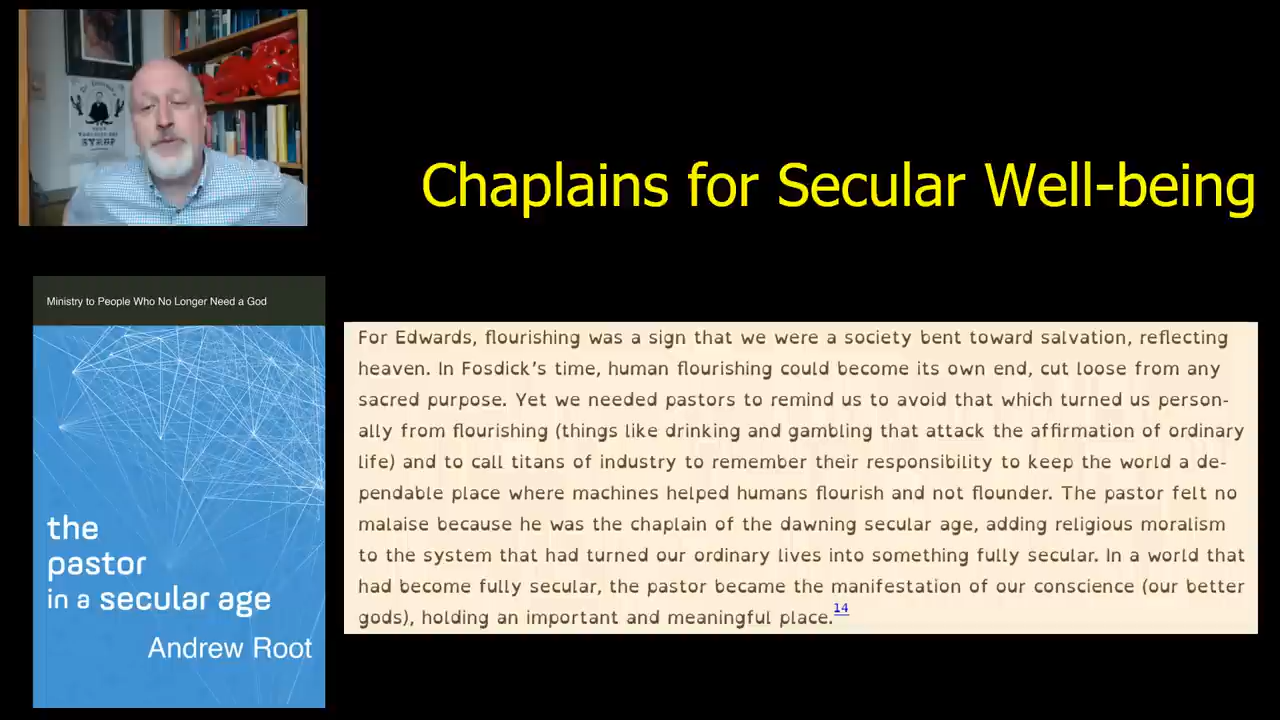 SYRUP
Chaplains for Secular Well-being
Ministry to People Who No Longer Need a God
the
pastor
in a secular age
Andrew Root
For Edwards, flourishing was a sign that we were a society bent toward salvation, reflecting
heaven. In Fosdick’s time, human flourishing could become its own end, cut loose from any
sacred purpose. Yet we needed pastors to remind us to avoid that which turned us person-
ally from flourishing (things like drinking and gambling that attack the affirmation of ordinary
life) and to call titans of industry to remember their responsibility to keep the world a de-
pendable place where machines helped humans flourish and not flounder. The pastor felt no
malaise because he was the chaplain of the dawning secular age, adding religious moralism
to the system that had turned our ordinary lives into something fully secular. In a world that
had become fully secular, the pastor became the manifestation of our conscience (our better
gods), holding an important and meaningful place.14